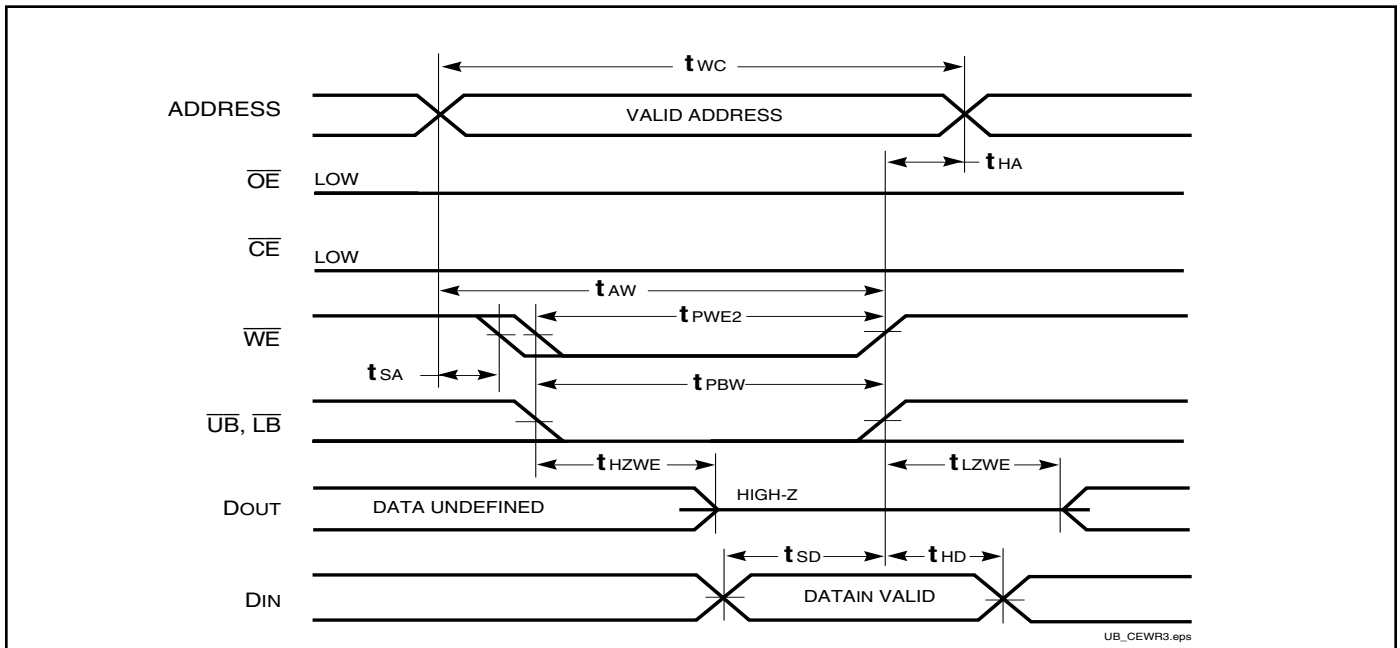 tWC
ADDRESS
VALID ADDRESS
tHA
OE
LOW
CE
LOW
tAW
tPWE2
WE
tSA
tPBW
UB, LB
tHZWE
tLZWE
HIGH-Z
DOUT
DATA UNDEFINED
tSD
tHD
DIN
DATAIN VALID
UB_CEWR3.eps